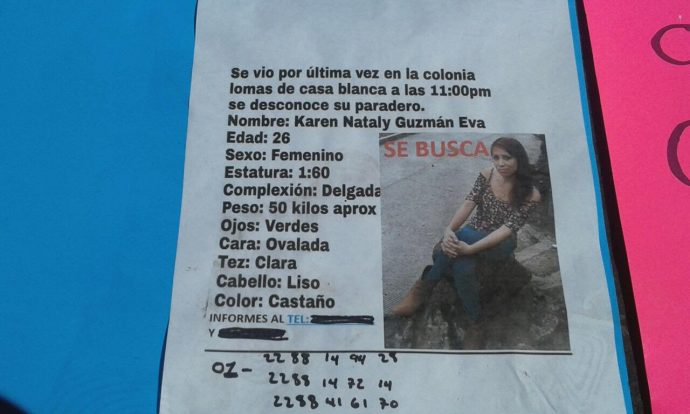 Se vio por última vez en la colonia
lomas de casa blanca a las 11:00pm
se desconoce su paradero.
Nombre: Karen Nataly Guzmán Eva
Edad: 26
Sexo: Femenino
SE BUSCA
Estatura: 1:60
Complexión: Delgada
Peso: 50 kilos aprox
Ojos: Verdes
Cara: Ovalada
Tez: Clara
Cabello: Liso
Color: Castaño
INFORMES AL TEL:
Y
01- 2288 14 94 28
2288 14 72 14
2288 41 61 70